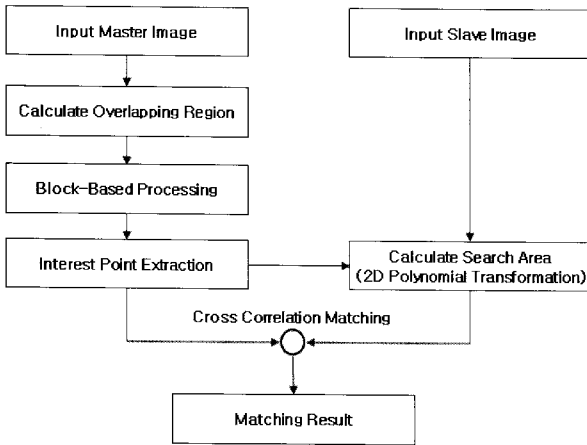 Input Master Image
Input Slave Image
Calculate Overlapping Region
Block-Based Processing
Interest Point Extraction
Calculate Search Area
(2D Polynomial Transformation)
Cross Correlation Matching
Matching Result